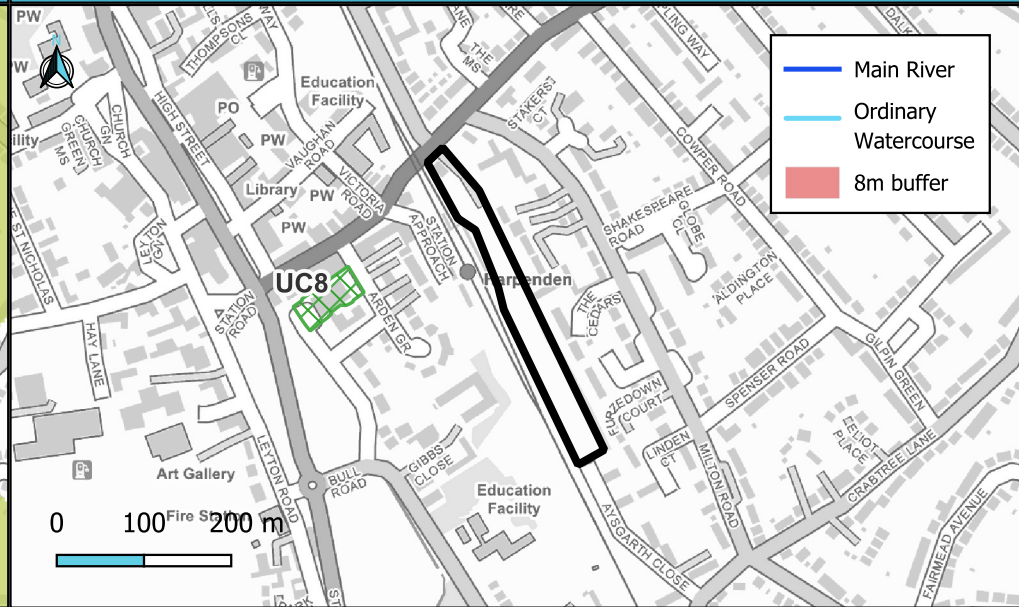 PW
N
PW
THOMPSONS
CL
WAY
THE
MS
DALK
Education
Facility
PO
PW
HIGH STREET
CHURCH
GN
CHURCH
GREEN
MS
VAUGHAN
ROAD
STAKERS
CT
COWPER ROAD
Library
PW
VICTORIA
ROAD
PW
LEYTON
GN
ST NICHOLAS
STATION
APPROACH
SHAKESPEARE
ROAD
GLOBE
CL
Harpenden
UC8
ALDINGTON
PLACE
THE
CEDARS
STATION
ROAD
ARDEN GR
HAY LANE
GILPIN GREEN
SPENSER ROAD
FURZEDOWN
COURT
ELIOT
PLACE
LINDEN
CT
MILTON ROAD
CRABTREE LANE
LEYTON ROAD
GIBBS
CLOSE
BULL
ROAD
Art Gallery
Education
Facility
Fire Station
AYSGARTH CLOSE
FAIRMEAD AVENUE
PARK
ST
0 100 200 m
Main River
Ordinary
Watercourse
8m buffer